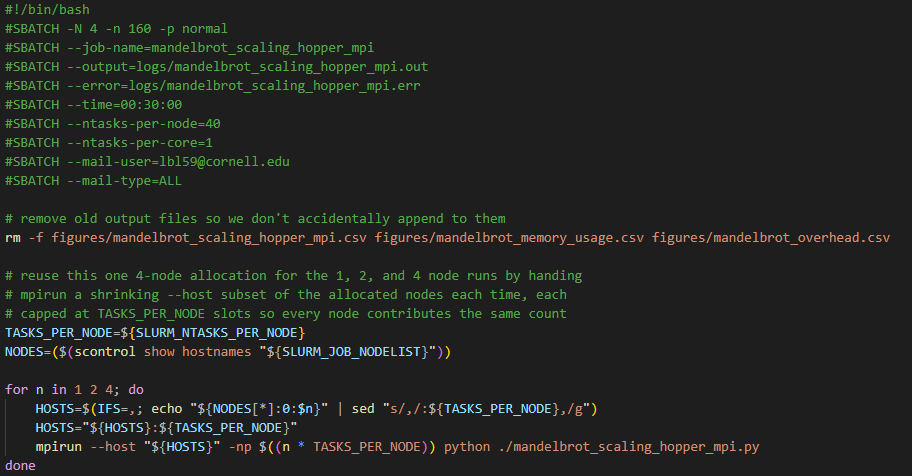 #!/bin/bash
#SBATCH -N 4 -n 160 -p normal
#SBATCH --job-name=mandelbrot_scaling_hopper_mpi
#SBATCH --output=logs/mandelbrot_scaling_hopper_mpi.out
#SBATCH --error=logs/mandelbrot_scaling_hopper_mpi.err
#SBATCH --time=00:30:00
#SBATCH --ntasks-per-node=40
#SBATCH --ntasks-per-core=1
#SBATCH --mail-user=lbl59@cornell.edu
#SBATCH --mail-type=ALL

# remove old output files so we don't accidentally append to them
rm -f figures/mandelbrot_scaling_hopper_mpi.csv figures/mandelbrot_memory_usage.csv figures/mandelbrot_overhead.csv

# reuse this one 4-node allocation for the 1, 2, and 4 node runs by handing
# mpirun a shrinking --host subset of the allocated nodes each time, each
# capped at TASKS_PER_NODE slots so every node contributes the same count
TASKS_PER_NODE=${SLURM_NTASKS_PER_NODE}
NODES=($(scontrol show hostnames "${SLURM_JOB_NODELIST}"))

for n in 1 2 4; do
    HOSTS=$(IFS=,; echo "${NODES[*]:0:$n}" | sed "s/,/:${TASKS_PER_NODE},/g")
    HOSTS="${HOSTS}:${TASKS_PER_NODE}"
    mpirun --host "${HOSTS}" -np $((n * TASKS_PER_NODE)) python ./mandelbrot_scaling_hopper_mpi.py
done